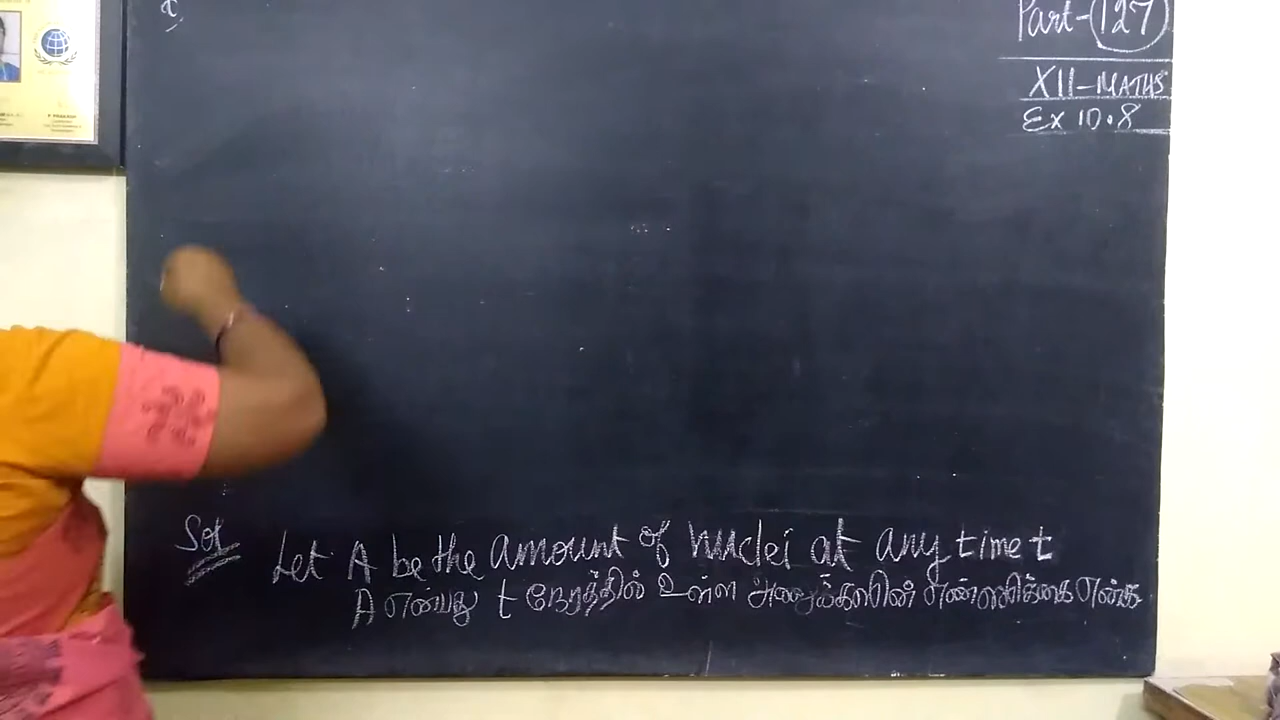 Part-127
XII-MATHS
Ex 10.8
Sol
Let A be the amount of nuclei at any time t
A என்பது t நேரத்தில் உள்ள அணுக்களின் எண்ணிக்கை என்க